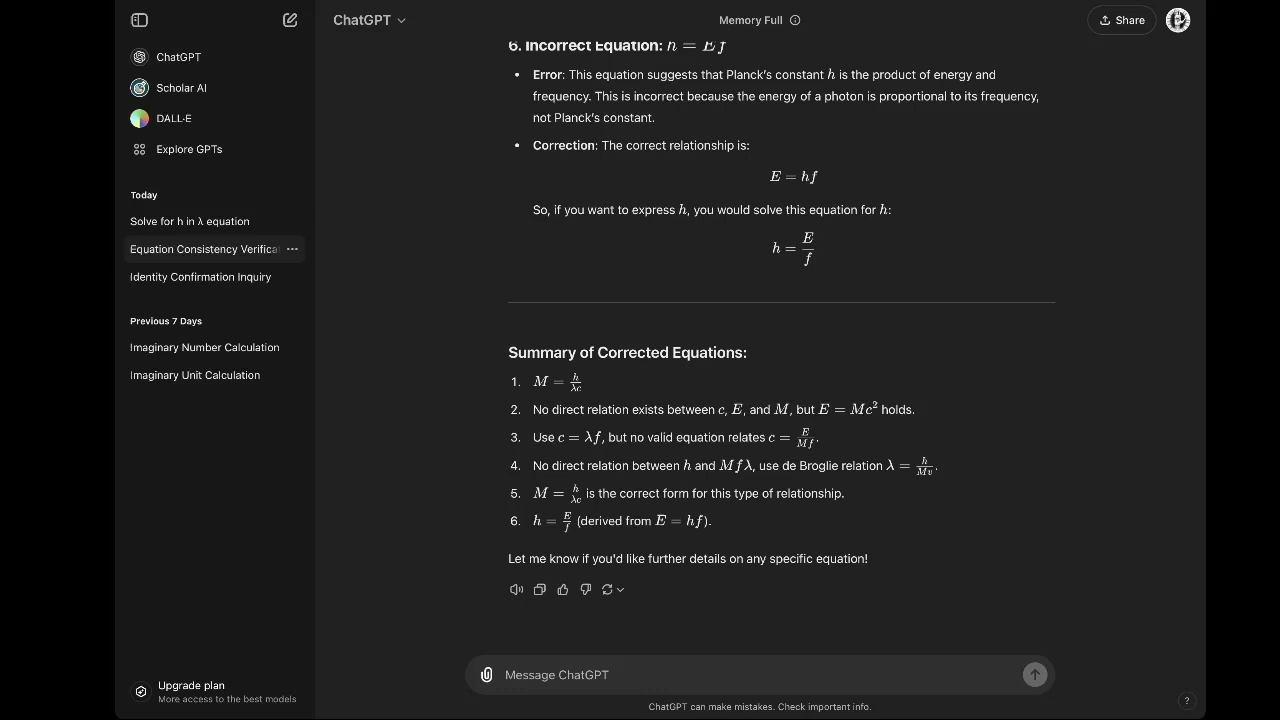 ChatGPT
Memory Full
Share
ChatGPT
Scholar AI
DALL·E
Explore GPTs
Today
Solve for h in λ equation
Equation Consistency Verifica
Identity Confirmation Inquiry
Previous 7 Days
Imaginary Number Calculation
Imaginary Unit Calculation
Upgrade plan
More access to the best models
6. Incorrect Equation: h = Ef
• Error: This equation suggests that Planck's constant h is the product of energy and
frequency. This is incorrect because the energy of a photon is proportional to its frequency,
not Planck's constant.
• Correction: The correct relationship is:
E = hf
So, if you want to express h, you would solve this equation for h:
h = E/f
Summary of Corrected Equations:
1. M = h/λc
2. No direct relation exists between c, E, and M, but E = Mc² holds.
3. Use c = λf, but no valid equation relates c = E/Mf.
4. No direct relation between h and Mfλ, use de Broglie relation λ = h/Mv.
5. M = h/λc is the correct form for this type of relationship.
6. h = E/f (derived from E = hf).
Let me know if you'd like further details on any specific equation!
Message ChatGPT
ChatGPT can make mistakes. Check important info.
?